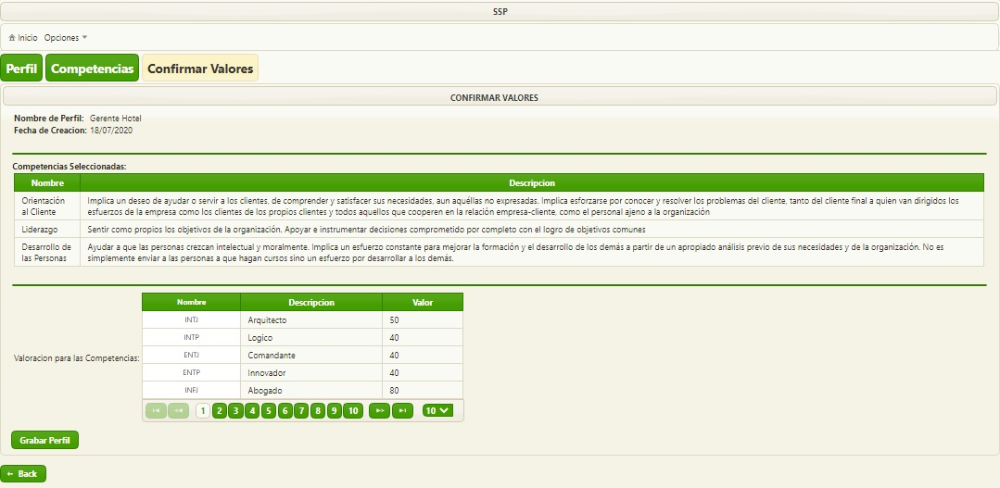 SSP
Inicio Opciones
Perfil Competencias Confirmar Valores
CONFIRMAR VALORES
Nombre de Perfil: Gerente Hotel
Fecha de Creacion: 18/07/2020
Competencias Seleccionadas:
Nombre Descripcion
Orientación al Cliente
Implica un deseo de ayudar o servir a los clientes, de comprender y satisfacer sus necesidades, aun aquéllas no expresadas. Implica esforzarse por conocer y resolver los problemas del cliente, tanto del cliente final a quien van dirigidos los
esfuerzos de la empresa como los clientes de los propios clientes y todos aquellos que cooperen en la relación empresa-cliente, como el personal ajeno a la organización
Liderazgo Sentir como propios los objetivos de la organización. Apoyar e instrumentar decisiones comprometido por completo con el logro de objetivos comunes
Desarrollo de las Personas
Ayudar a que las personas crezcan intelectual y moralmente. Implica un esfuerzo constante para mejorar la formación y el desarrollo de los demás a partir de un apropiado análisis previo de sus necesidades y de la organización. No es
simplemente enviar a las personas a que hagan cursos sino un esfuerzo por desarrollar a los demás.
Valoracion para las Competencias:
Nombre Descripcion Valor
INTJ Arquitecto 50
INTP Logico 40
ENTJ Comandante 40
ENTP Innovador 40
INFJ Abogado 80
1 2 3 4 5 6 7 8 9 10 10
Grabar Perfil
← Back